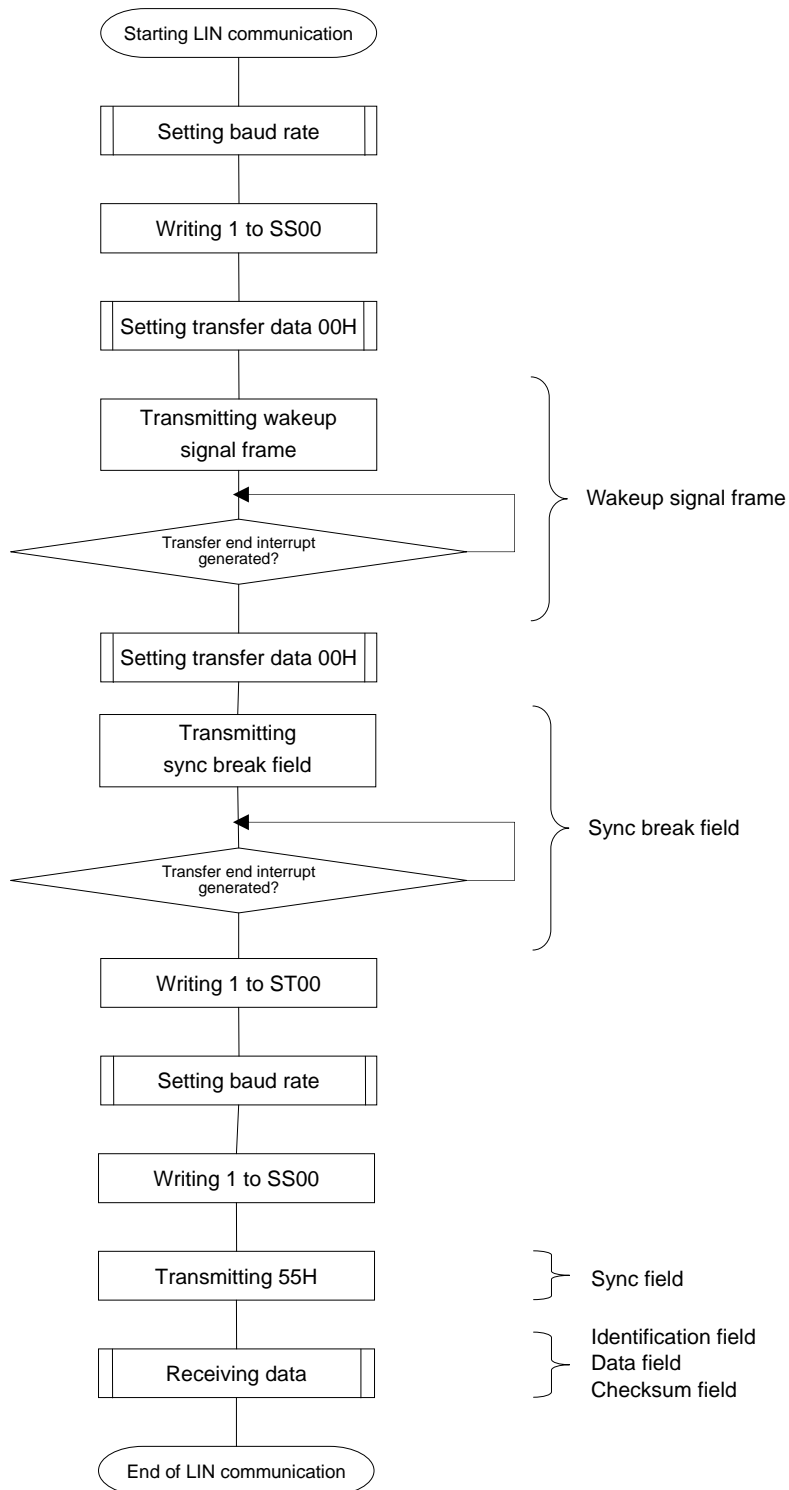 Starting LIN communication
Setting baud rate
Writing 1 to SS00
Setting transfer data 00H
Transmitting wakeup
signal frame
Wakeup signal frame
Transfer end interrupt
generated?
Setting transfer data 00H
Transmitting
sync break field
Sync break field
Transfer end interrupt
generated?
Writing 1 to ST00
Setting baud rate
Writing 1 to SS00
Transmitting 55H
Sync field
Receiving data
Identification field
Data field
Checksum field
End of LIN communication